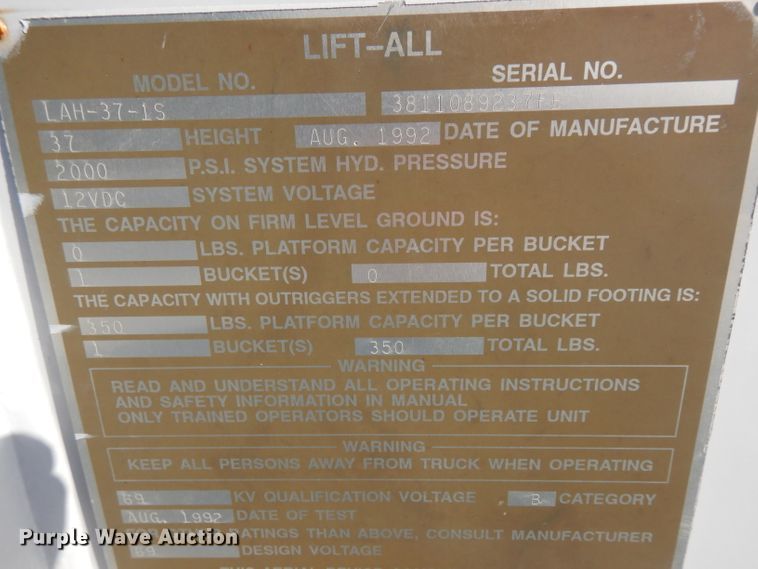 LIFT-ALL
MODEL NO. SERIAL NO.
LAH-37-1S
37 HEIGHT AUG. 1992 DATE OF MANUFACTURE
2000 P.S.I. SYSTEM HYD. PRESSURE
12VDC SYSTEM VOLTAGE
THE CAPACITY ON FIRM LEVEL GROUND IS:
0 LBS. PLATFORM CAPACITY PER BUCKET
1 BUCKET(S) 0 TOTAL LBS.
THE CAPACITY WITH OUTRIGGERS EXTENDED TO A SOLID FOOTING IS:
350 LBS. PLATFORM CAPACITY PER BUCKET
1 BUCKET(S) 350 TOTAL LBS.
WARNING
READ AND UNDERSTAND ALL OPERATING INSTRUCTIONS
AND SAFETY INFORMATION IN MANUAL
ONLY TRAINED OPERATORS SHOULD OPERATE UNIT
WARNING
KEEP ALL PERSONS AWAY FROM TRUCK WHEN OPERATING
69 KV QUALIFICATION VOLTAGE B CATEGORY
AUG. 1992 DATE OF TEST
FOR OTHER RATINGS THAN ABOVE, CONSULT MANUFACTURER
69 DESIGN VOLTAGE
Purple Wave Auction